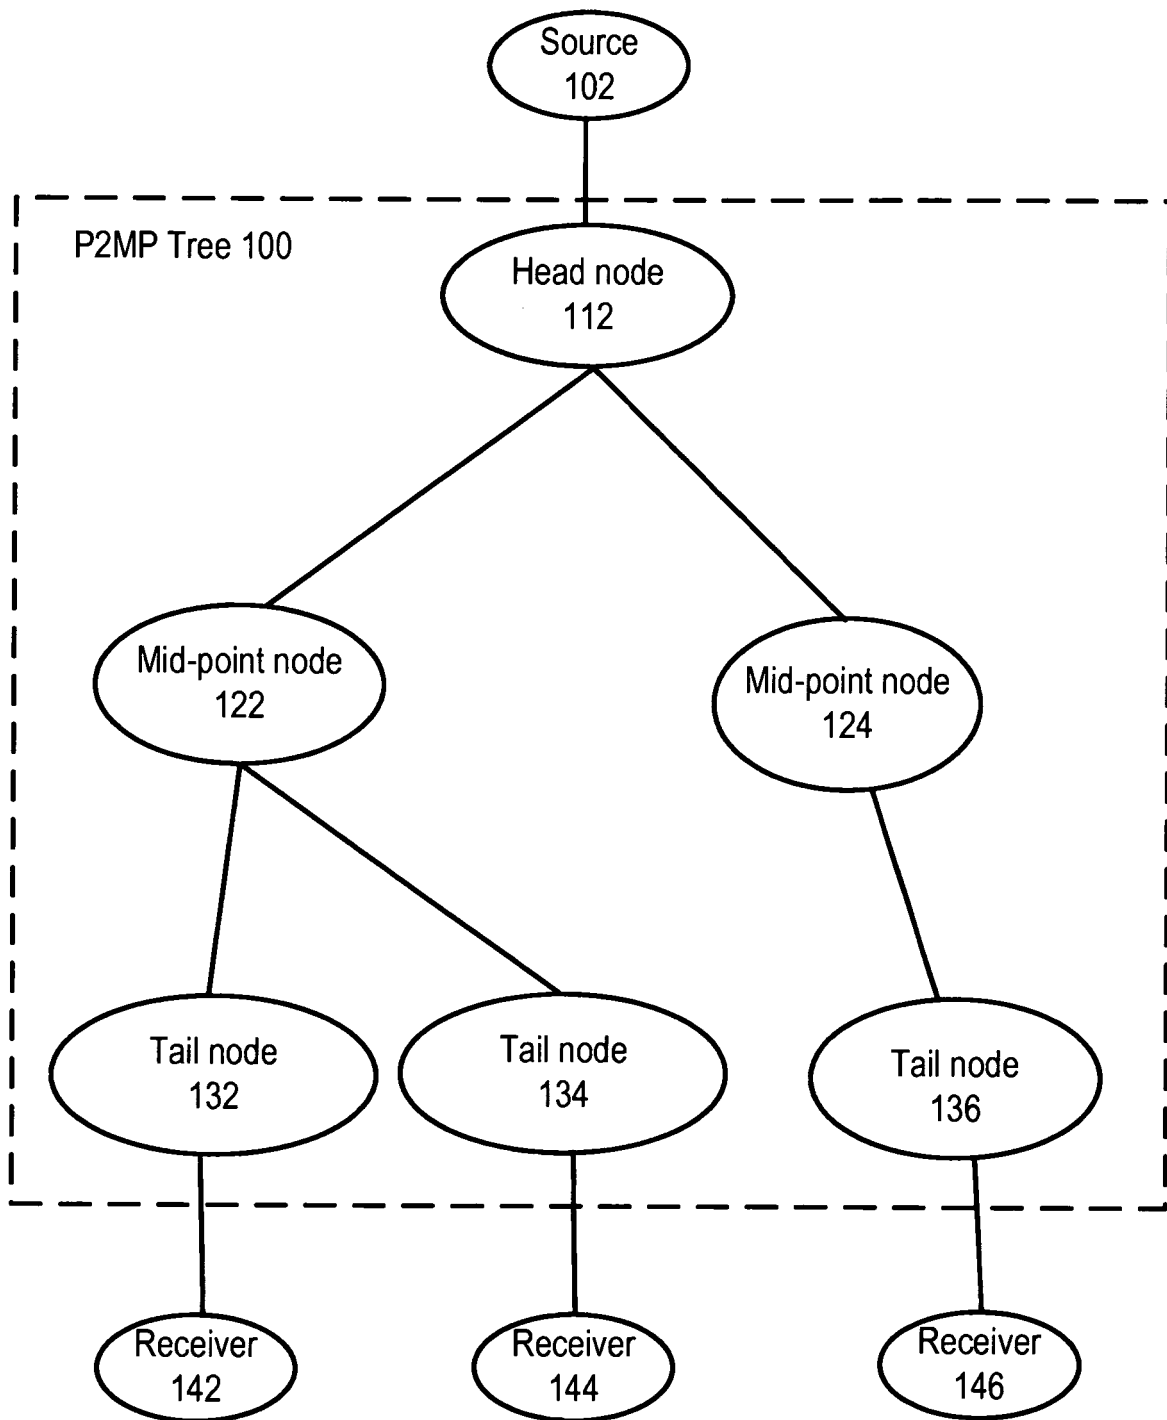 Source
102
P2MP Tree 100
Head node
112
Mid-point node
122
Mid-point node
124
Tail node
132
Tail node
134
Tail node
136
Receiver
142
Receiver
144
Receiver
146